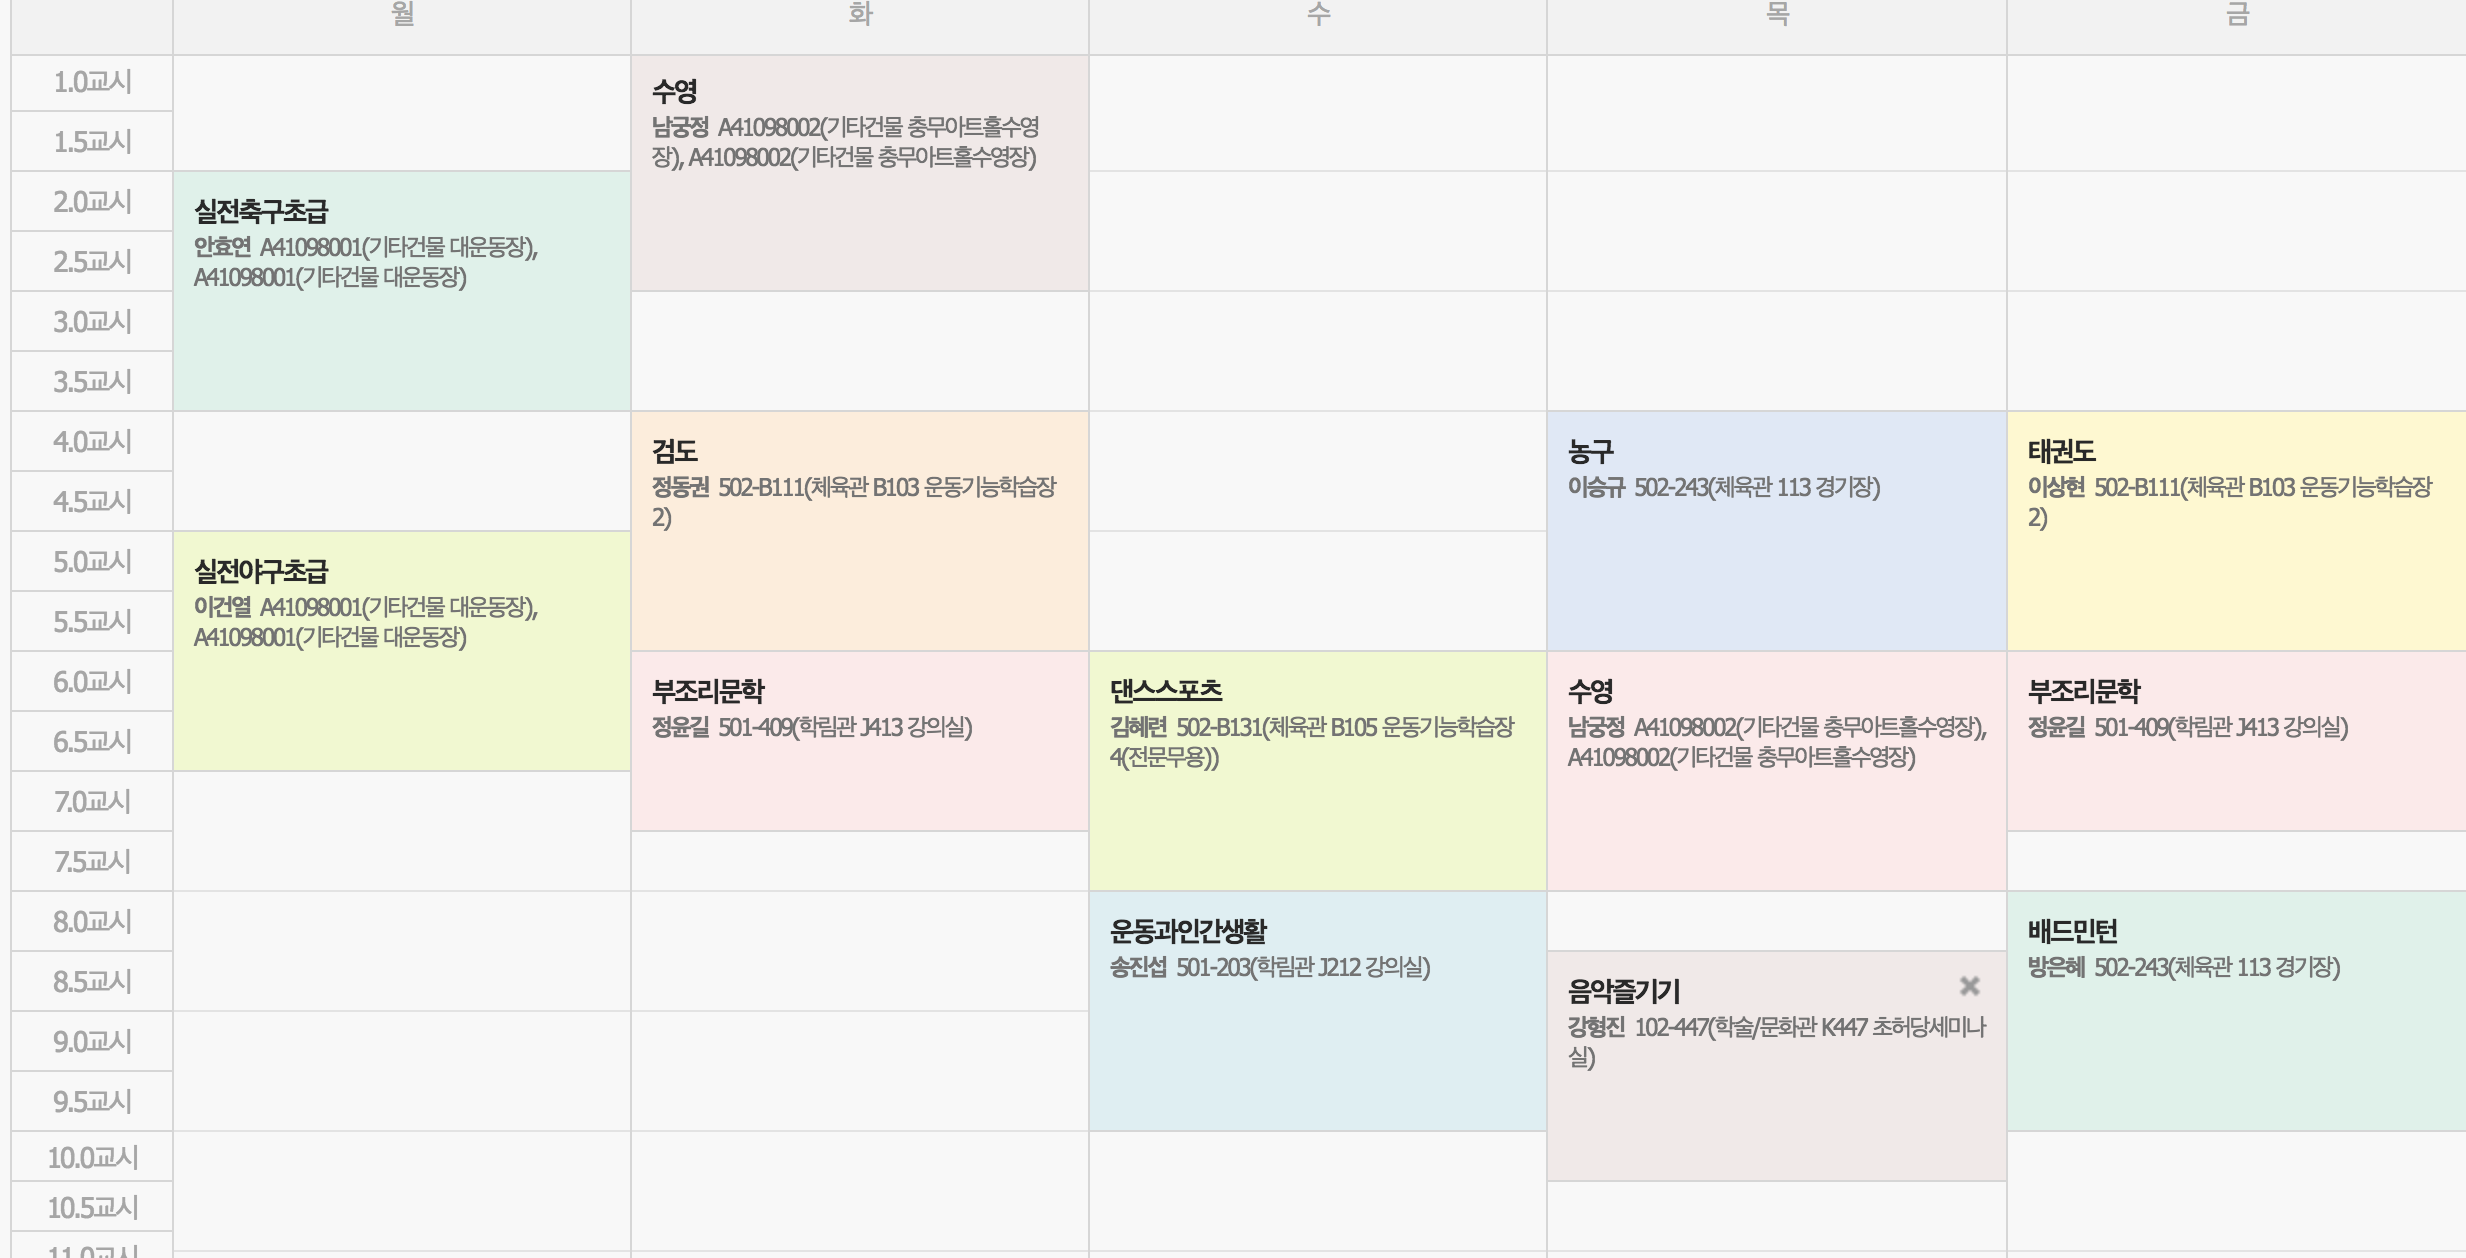 월 화 수 목 금
1.0교시
1.5교시
2.0교시
2.5교시
3.0교시
3.5교시
4.0교시
4.5교시
5.0교시
5.5교시
6.0교시
6.5교시
7.0교시
7.5교시
8.0교시
8.5교시
9.0교시
9.5교시
10.0교시
10.5교시
11.0교시
실전축구초급
안효연 A41098001(기타건물 대운동장),
A41098001(기타건물 대운동장)
실전야구초급
이건열 A41098001(기타건물 대운동장),
A41098001(기타건물 대운동장)
수영
남궁정 A41098002(기타건물 충무아트홀수영
장), A41098002(기타건물 충무아트홀수영장)
검도
정동권 502-B111(체육관 B103 운동기능학습장
2)
부조리문학
정윤길 501-409(학림관 J413 강의실)
댄스스포츠
김혜련 502-B131(체육관 B105 운동기능학습장
4(전문무용))
운동과인간생활
송진섭 501-203(학림관 J212 강의실)
농구
이승규 502-243(체육관 113 경기장)
수영
남궁정 A41098002(기타건물 충무아트홀수영장),
A41098002(기타건물 충무아트홀수영장)
음악즐기기
강형진 102-447(학술/문화관 K447 초허당세미나
실)
태권도
이상현 502-B111(체육관 B103 운동기능학습장
2)
부조리문학
정윤길 501-409(학림관 J413 강의실)
배드민턴
방은혜 502-243(체육관 113 경기장)